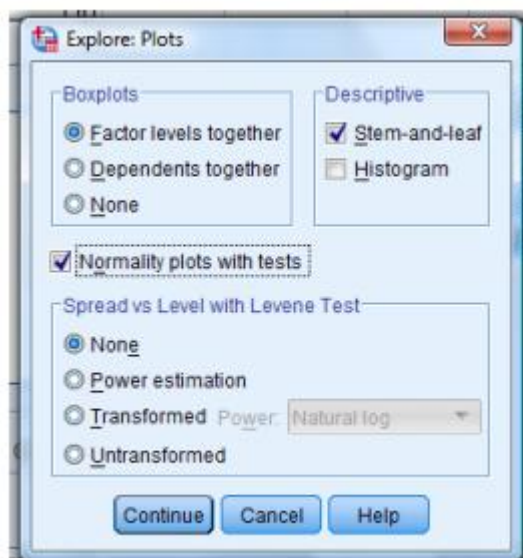 Explore: Plots
Boxplots
Factor levels together
Dependents together
None
Descriptive
Stem-and-leaf
Histogram
Normality plots with tests
Spread vs Level with Levene Test
None
Power estimation
Transformed Power: Natural log
Untransformed
Continue Cancel Help